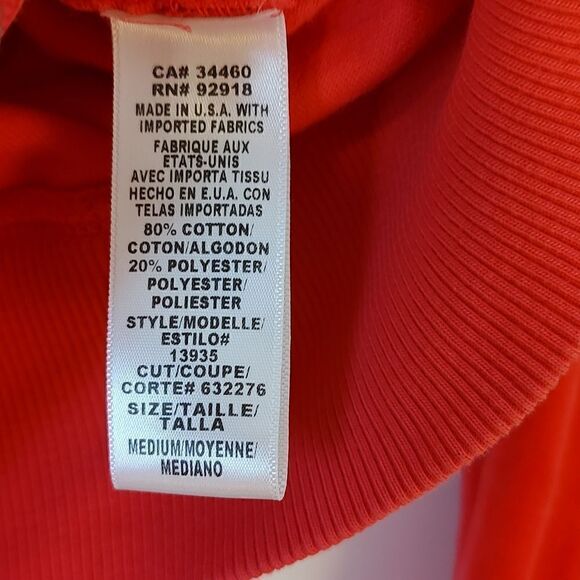 CA# 34460
RN# 92918
MADE IN U.S.A. WITH
IMPORTED FABRICS
FABRIQUE AUX
ETATS-UNIS
AVEC IMPORTA TISSU
HECHO EN E.U.A. CON
TELAS IMPORTADAS
80% COTTON/
COTON/ALGODON
20% POLYESTER/
POLYESTER/
POLIESTER
STYLE/MODELLE/
ESTILO#
13935
CUT/COUPE/
CORTE# 632276
SIZE/TAILLE/
TALLA
MEDIUM/MOYENNE/
MEDIANO